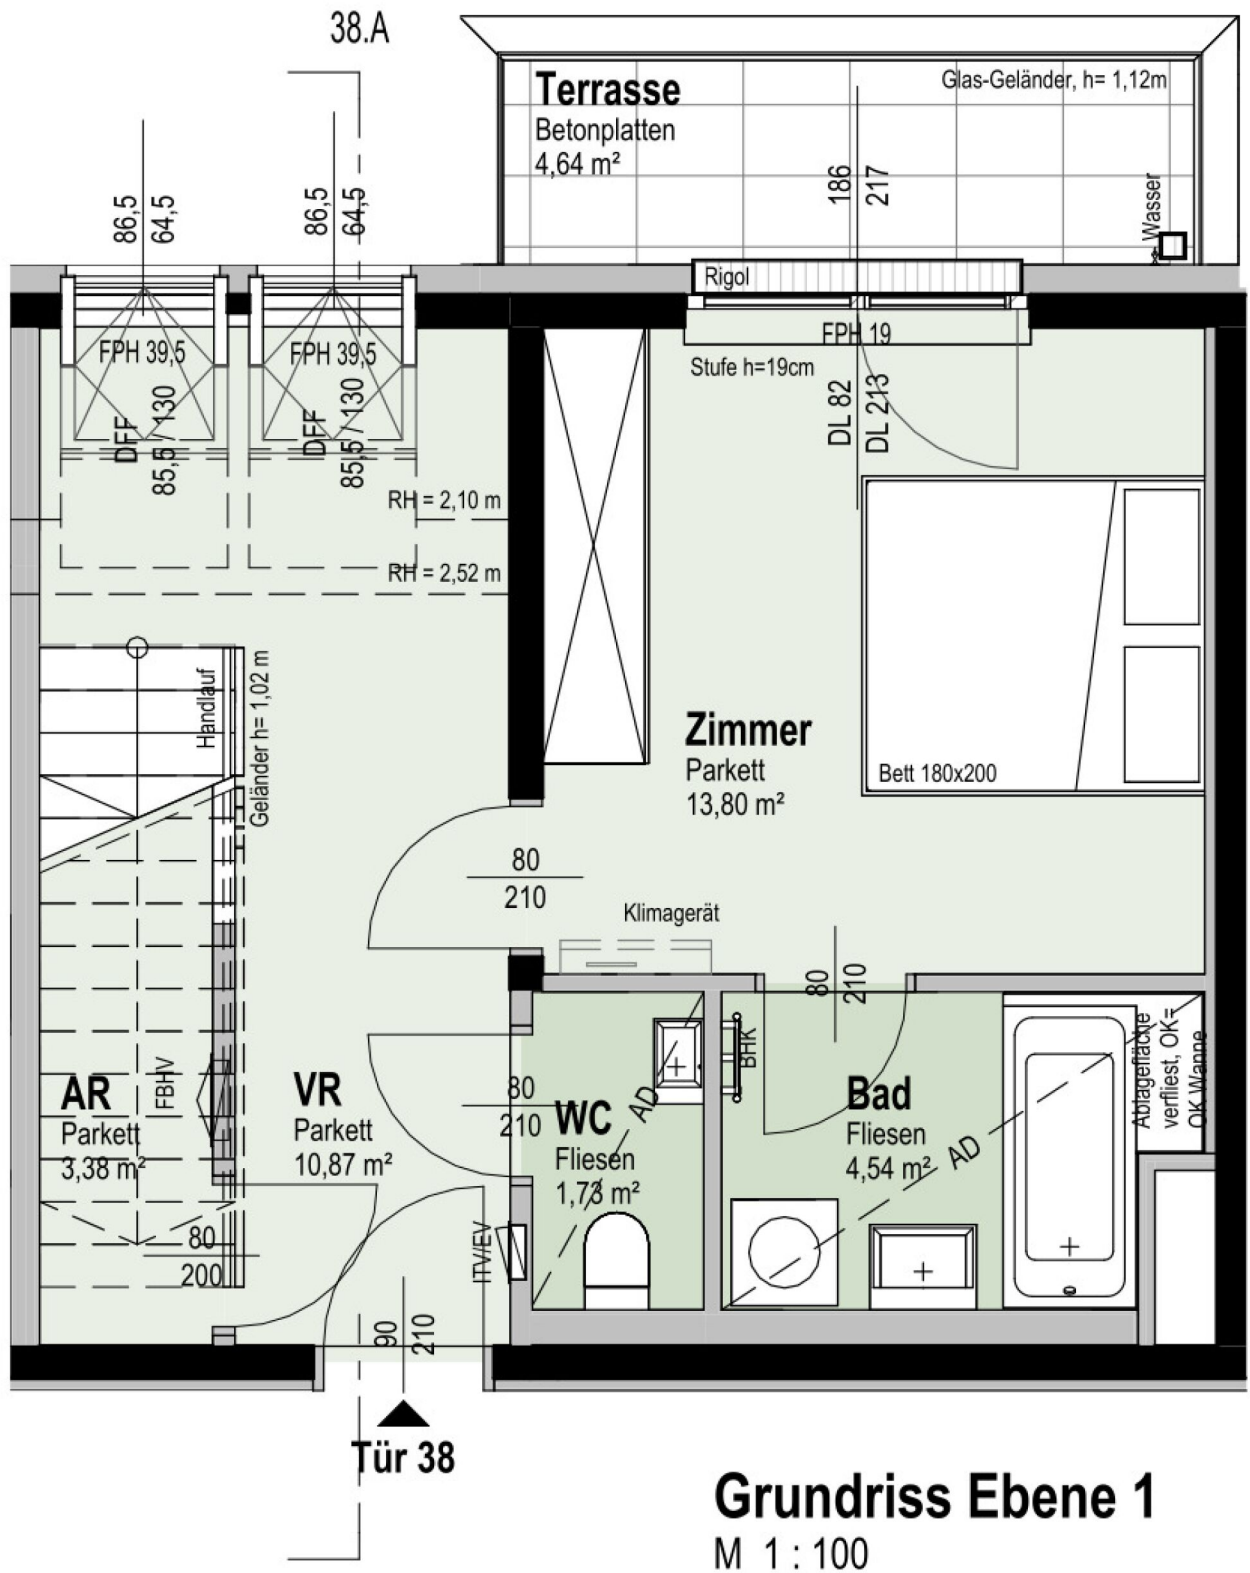 38.A
Terrasse
Betonplatten
4,64 m²
Glas-Geländer, h= 1,12m
86,5
64,5
86,5
64,5
186
217
Wasser
Rigol
FPH 39,5
FPH 39,5
FPH 19
Stufe h=19cm
DFF
85,5 / 130
DFF
85,5 / 130
DL 82
DL 213
RH = 2,10 m
RH = 2,52 m
Handlauf
Geländer h= 1,02 m
Zimmer
Parkett
13,80 m²
Bett 180x200
80
210
Klimagerät
80
210
BHK
Ablagefläche
verfliest, OK=
OK Wanne
FBHV
AR
Parkett
3,38 m²
VR
Parkett
10,87 m²
80
210
WC
Fliesen
1,73 m²
AD
Bad
Fliesen
4,54 m²
AD
80
200
ITV/EV
90
210
Tür 38
Grundriss Ebene 1
M 1 : 100